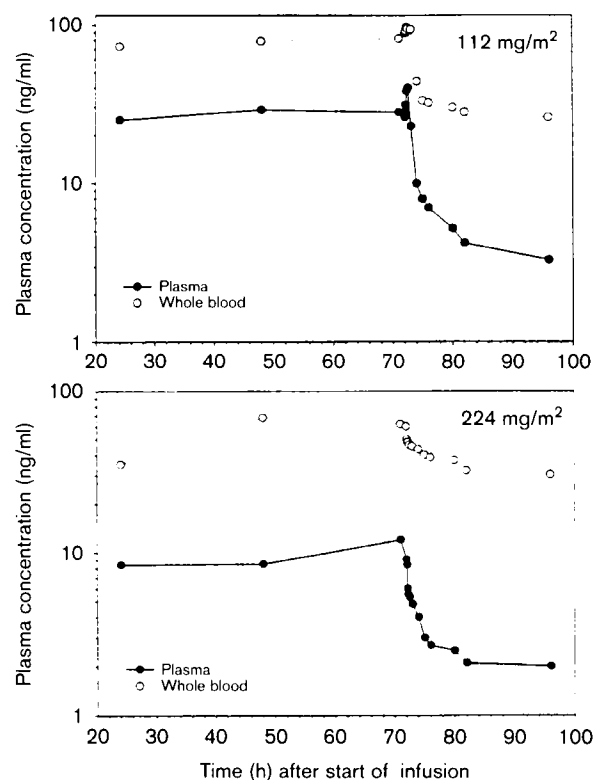 100
10
1
Plasma concentration (ng/ml)
112 mg/m²
Plasma
Whole blood
20 30 40 50 60 70 80 90 100
100
10
1
Plasma concentration (ng/ml)
224 mg/m²
Plasma
Whole blood
20 30 40 50 60 70 80 90 100
Time (h) after start of infusion